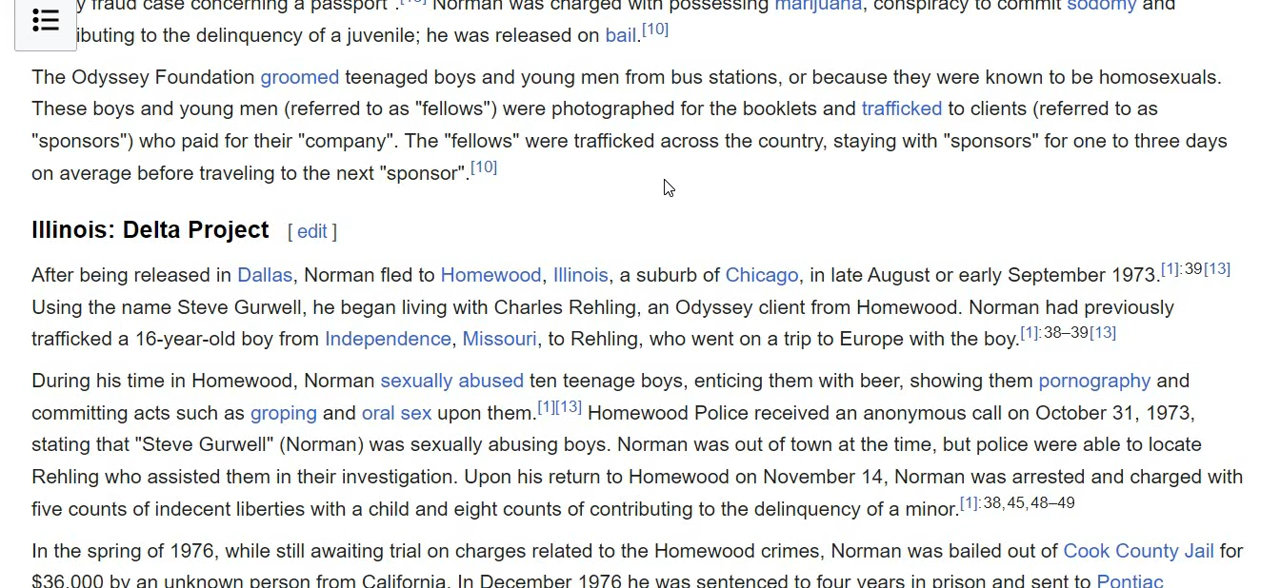 y fraud case concerning a passport".[10] Norman was charged with possessing marijuana, conspiracy to commit sodomy and
ibuting to the delinquency of a juvenile; he was released on bail.[10]
The Odyssey Foundation groomed teenaged boys and young men from bus stations, or because they were known to be homosexuals.
These boys and young men (referred to as "fellows") were photographed for the booklets and trafficked to clients (referred to as
"sponsors") who paid for their "company". The "fellows" were trafficked across the country, staying with "sponsors" for one to three days
on average before traveling to the next "sponsor".[10]
Illinois: Delta Project [ edit ]
After being released in Dallas, Norman fled to Homewood, Illinois, a suburb of Chicago, in late August or early September 1973.[1]:39[13]
Using the name Steve Gurwell, he began living with Charles Rehling, an Odyssey client from Homewood. Norman had previously
trafficked a 16-year-old boy from Independence, Missouri, to Rehling, who went on a trip to Europe with the boy.[1]:38–39[13]
During his time in Homewood, Norman sexually abused ten teenage boys, enticing them with beer, showing them pornography and
committing acts such as groping and oral sex upon them.[1][13] Homewood Police received an anonymous call on October 31, 1973,
stating that "Steve Gurwell" (Norman) was sexually abusing boys. Norman was out of town at the time, but police were able to locate
Rehling who assisted them in their investigation. Upon his return to Homewood on November 14, Norman was arrested and charged with
five counts of indecent liberties with a child and eight counts of contributing to the delinquency of a minor.[1]:38,45,48–49
In the spring of 1976, while still awaiting trial on charges related to the Homewood crimes, Norman was bailed out of Cook County Jail for
$36,000 by an unknown person from California. In December 1976 he was sentenced to four years in prison and sent to Pontiac